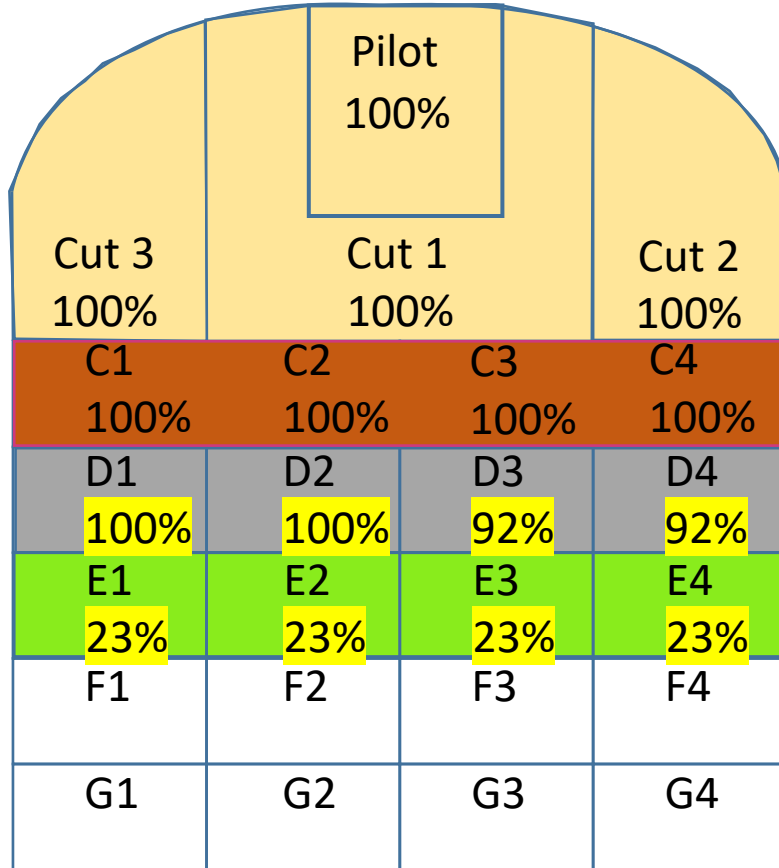 Pilot
100%
Cut 3 Cut 1 Cut 2
100% 100% 100%
C1 C2 C3 C4
100% 100% 100% 100%
D1 D2 D3 D4
100% 100% 92% 92%
E1 E2 E3 E4
23% 23% 23% 23%
F1 F2 F3 F4
G1 G2 G3 G4